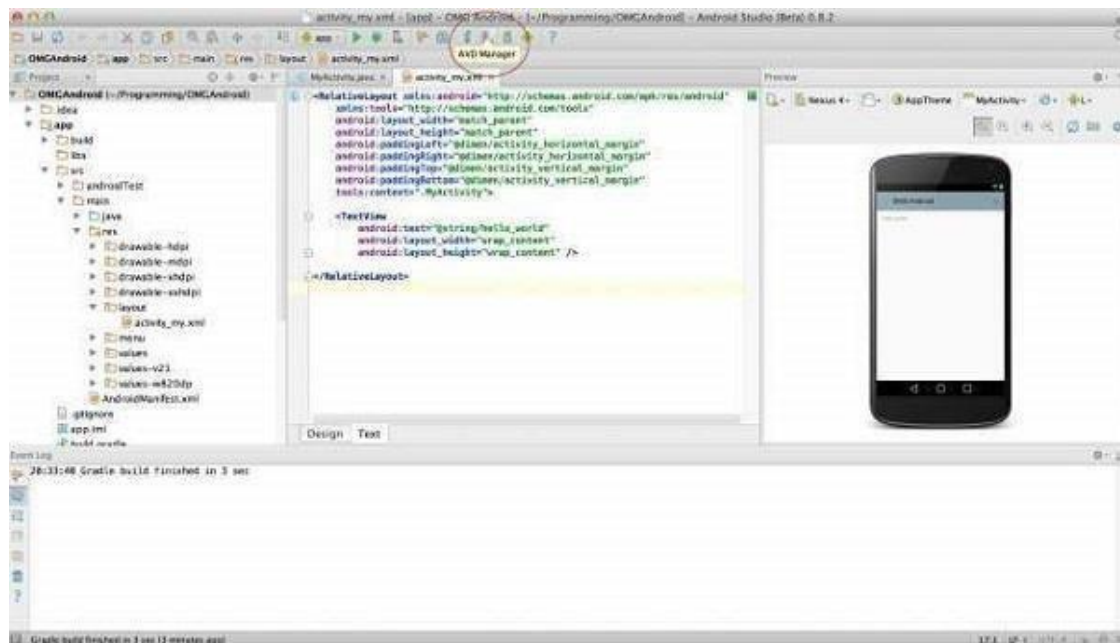 activity_my.xml - [app] - OMGAndroid - [~/Programming/OMGAndroid] - Android Studio (Beta) 0.8.2
app
AVD Manager
OMGAndroid app src main res layout activity_my.xml
Project
MyActivity.java activity_my.xml
Preview
OMGAndroid (~/Programming/OMGAndroid)
.idea
app
build
libs
src
androidTest
main
java
res
drawable-hdpi
drawable-mdpi
drawable-xhdpi
drawable-xxhdpi
layout
activity_my.xml
menu
values
values-v21
values-w820dp
AndroidManifest.xml
.gitignore
app.iml
build.gradle
<RelativeLayout xmlns:android="http://schemas.android.com/apk/res/android"
xmlns:tools="http://schemas.android.com/tools"
android:layout_width="match_parent"
android:layout_height="match_parent"
android:paddingLeft="@dimen/activity_horizontal_margin"
android:paddingRight="@dimen/activity_horizontal_margin"
android:paddingTop="@dimen/activity_vertical_margin"
android:paddingBottom="@dimen/activity_vertical_margin"
tools:context=".MyActivity">
<TextView
android:text="@string/hello_world"
android:layout_width="wrap_content"
android:layout_height="wrap_content" />
</RelativeLayout>
Design Text
Nexus 4 AppTheme MyActivity L
Event Log
20:33:40 Gradle build finished in 3 sec
Gradle build finished in 3 sec (3 minutes ago)
17:1